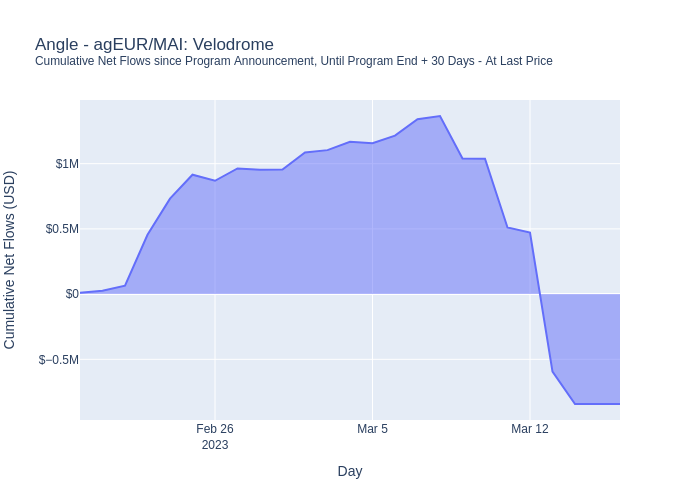 Angle - agEUR/MAI: Velodrome
Cumulative Net Flows since Program Announcement, Until Program End + 30 Days - At Last Price
Cumulative Net Flows (USD)
$1M
$0.5M
$0
$−0.5M
Feb 26
2023
Mar 5
Mar 12
Day